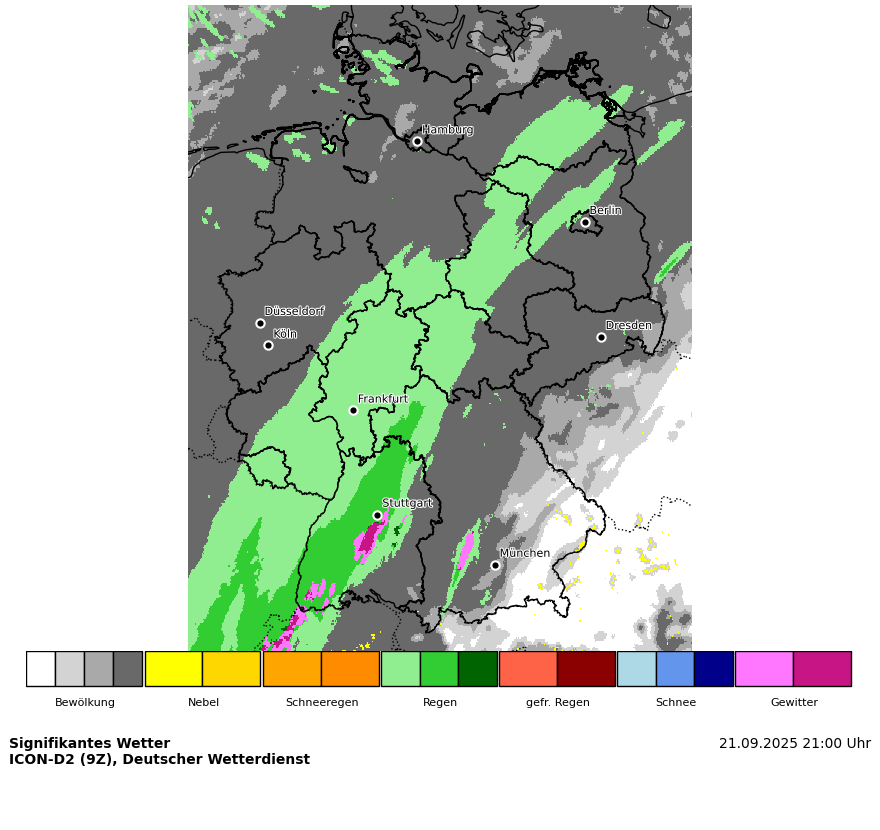 Hamburg
Berlin
Düsseldorf
Köln
Dresden
Frankfurt
Stuttgart
München
Bewölkung Nebel Schneeregen Regen gefr. Regen Schnee Gewitter
Signifikantes Wetter 21.09.2025 21:00 Uhr
ICON-D2 (9Z), Deutscher Wetterdienst